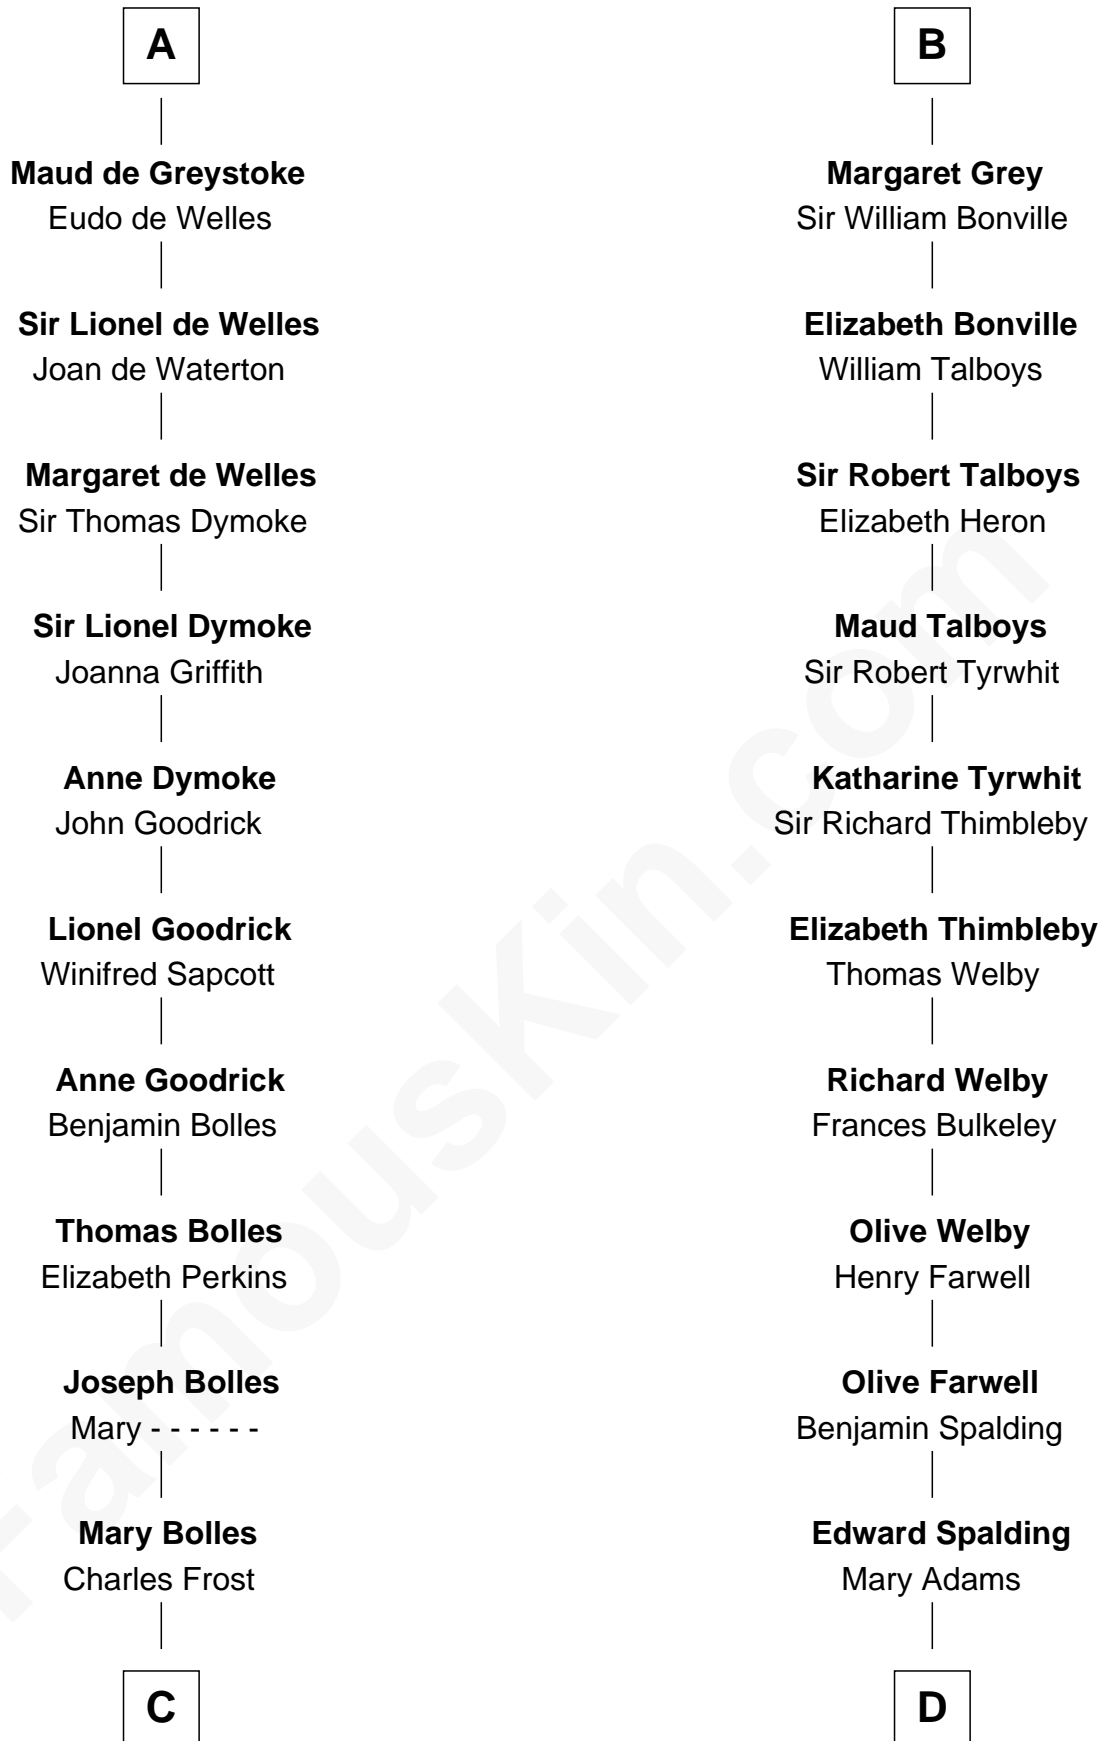 A
Maud de Greystoke
Eudo de Welles
Sir Lionel de Welles
Joan de Waterton
Margaret de Welles
Sir Thomas Dymoke
Sir Lionel Dymoke
Joanna Griffith
Anne Dymoke
John Goodrick
Lionel Goodrick
Winifred Sapcott
Anne Goodrick
Benjamin Bolles
Thomas Bolles
Elizabeth Perkins
Joseph Bolles
Mary - - - - - -
Mary Bolles
Charles Frost
C
B
Margaret Grey
Sir William Bonville
Elizabeth Bonville
William Talboys
Sir Robert Talboys
Elizabeth Heron
Maud Talboys
Sir Robert Tyrwhit
Katharine Tyrwhit
Sir Richard Thimbleby
Elizabeth Thimbleby
Thomas Welby
Richard Welby
Frances Bulkeley
Olive Welby
Henry Farwell
Olive Farwell
Benjamin Spalding
Edward Spalding
Mary Adams
D
FamousKin.com